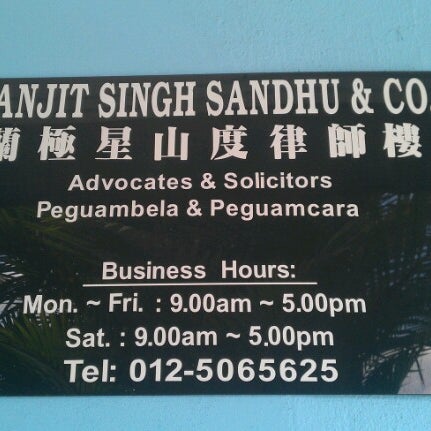 ANJIT SINGH SANDHU & CO.
蘭極星山度律師樓
Advocates & Solicitors
Peguambela & Peguamcara
Business Hours:
Mon. ~ Fri. : 9.00am ~ 5.00pm
Sat. : 9.00am ~ 5.00pm
Tel: 012-5065625